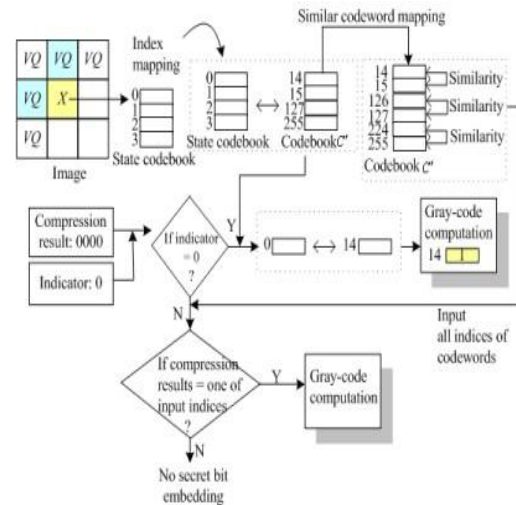 VQ VQ VQ
VQ X
VQ
Image
Index
mapping
0
1
2
3
State codebook
0
1
2
3
State codebook
14
15
127
255
Codebook C'
Similar codeword mapping
14
15
126
127
224
255
Similarity
Similarity
Similarity
Codebook C''
Compression
result: 0000
Indicator: 0
If indicator
= 0
?
Y
N
0 14
Gray-code
computation
14 1
Input
all indices of
codewords
If
compression
results = one of
input indices
?
Y
N
Gray-code
computation
No secret bit
embedding